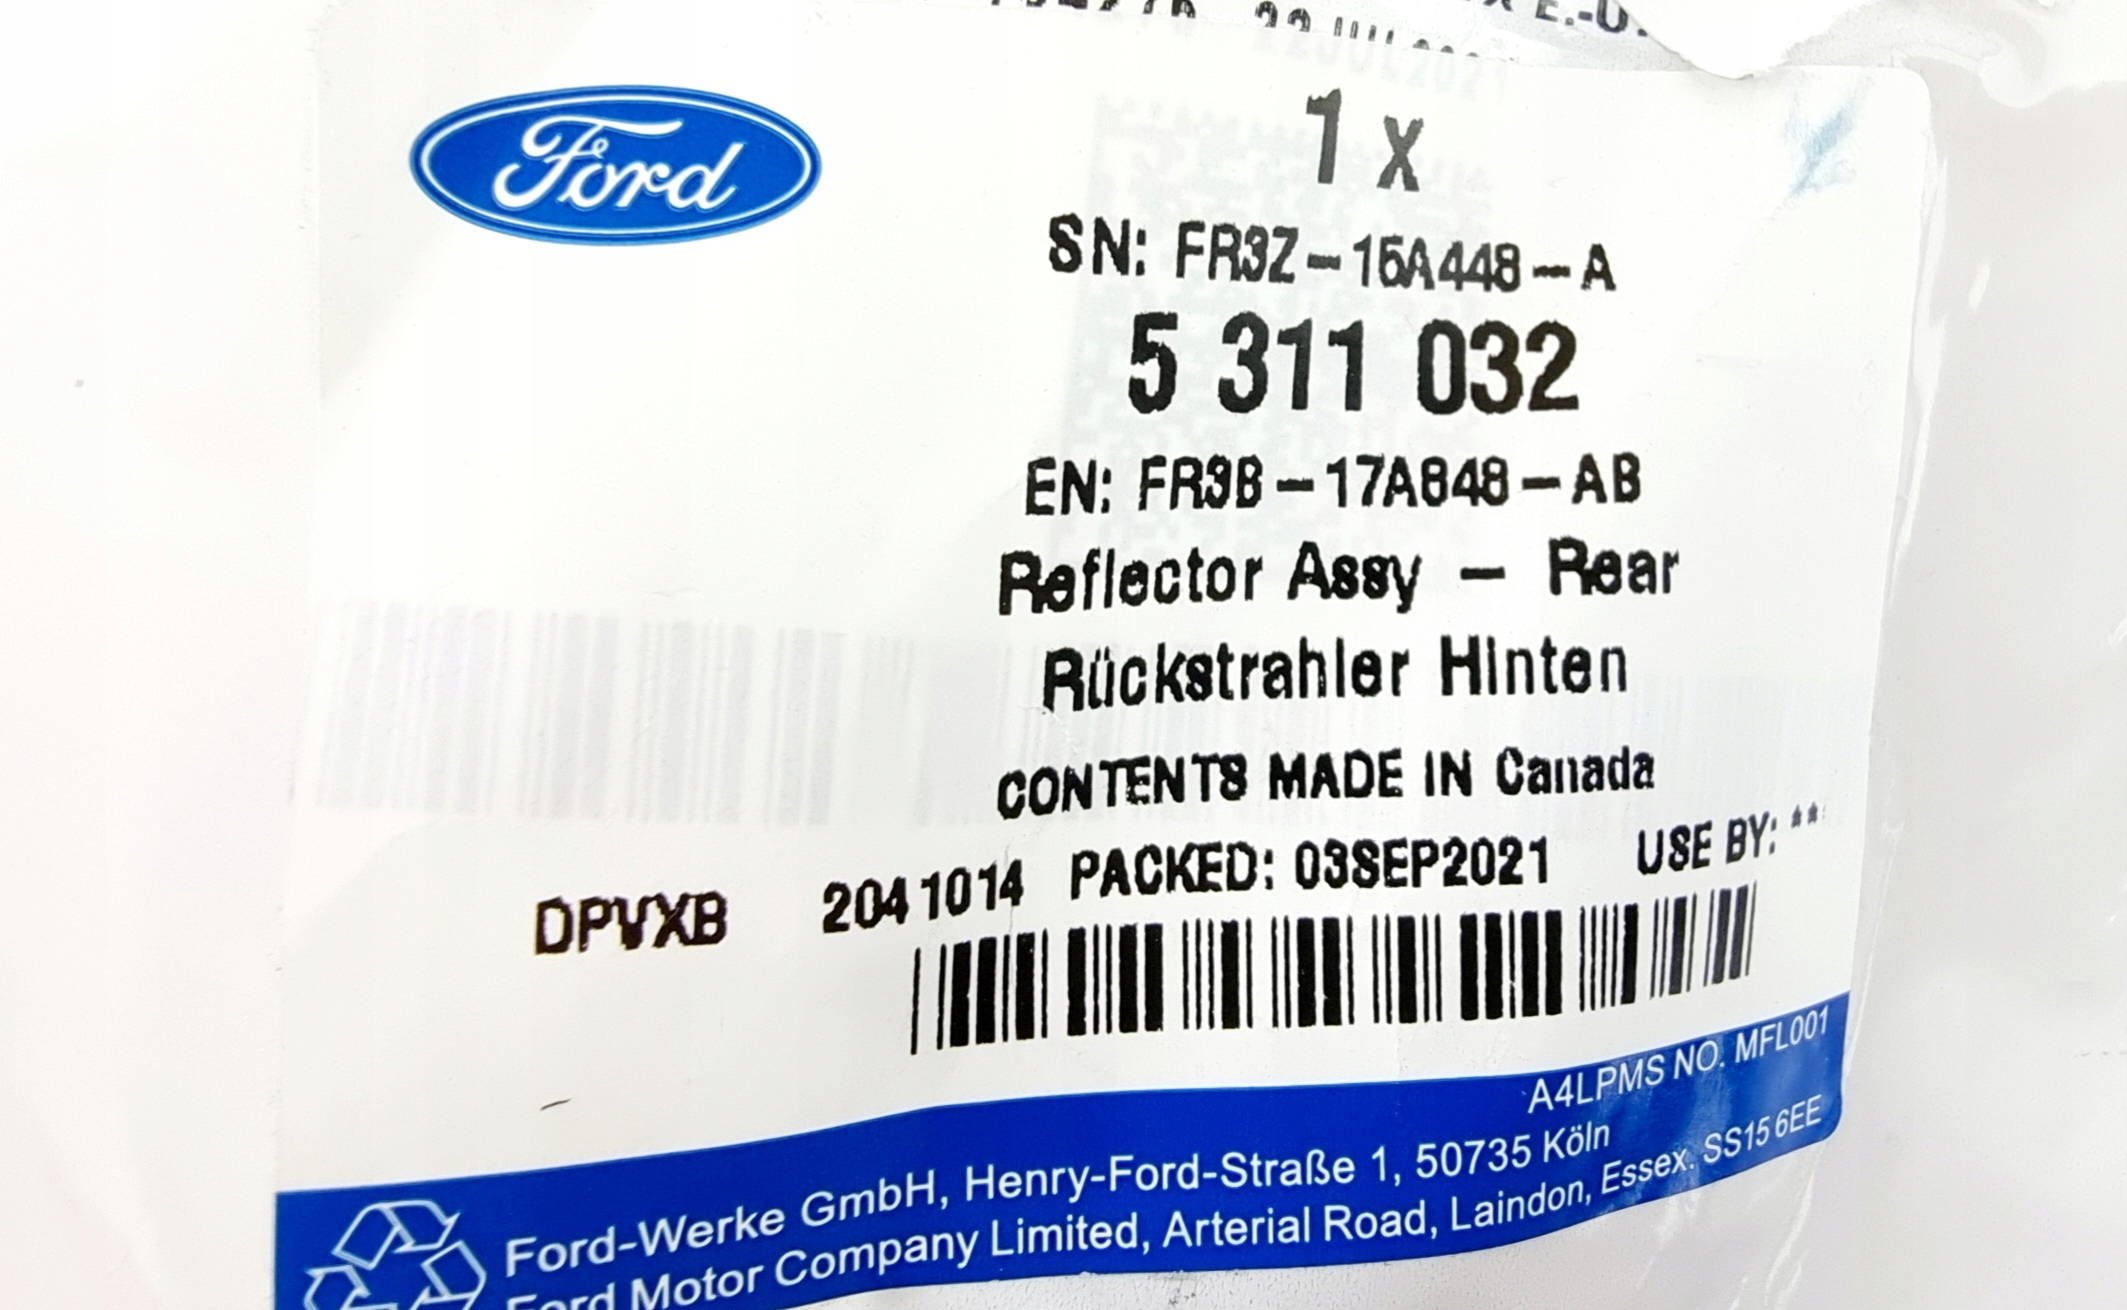 Ford
1 x
SN: FR3Z-15A448-A
5 311 032
EN: FR3B-17A848-AB
Reflector Assy - Rear
Rückstrahler Hinten
CONTENTS MADE IN Canada
DPVXB 2041014 PACKED: 03SEP2021 USE BY: **
A4LPMS NO. MFL001
Ford-Werke GmbH, Henry-Ford-Straße 1, 50735 Köln
Ford Motor Company Limited, Arterial Road, Laindon, Essex. SS15 6EE